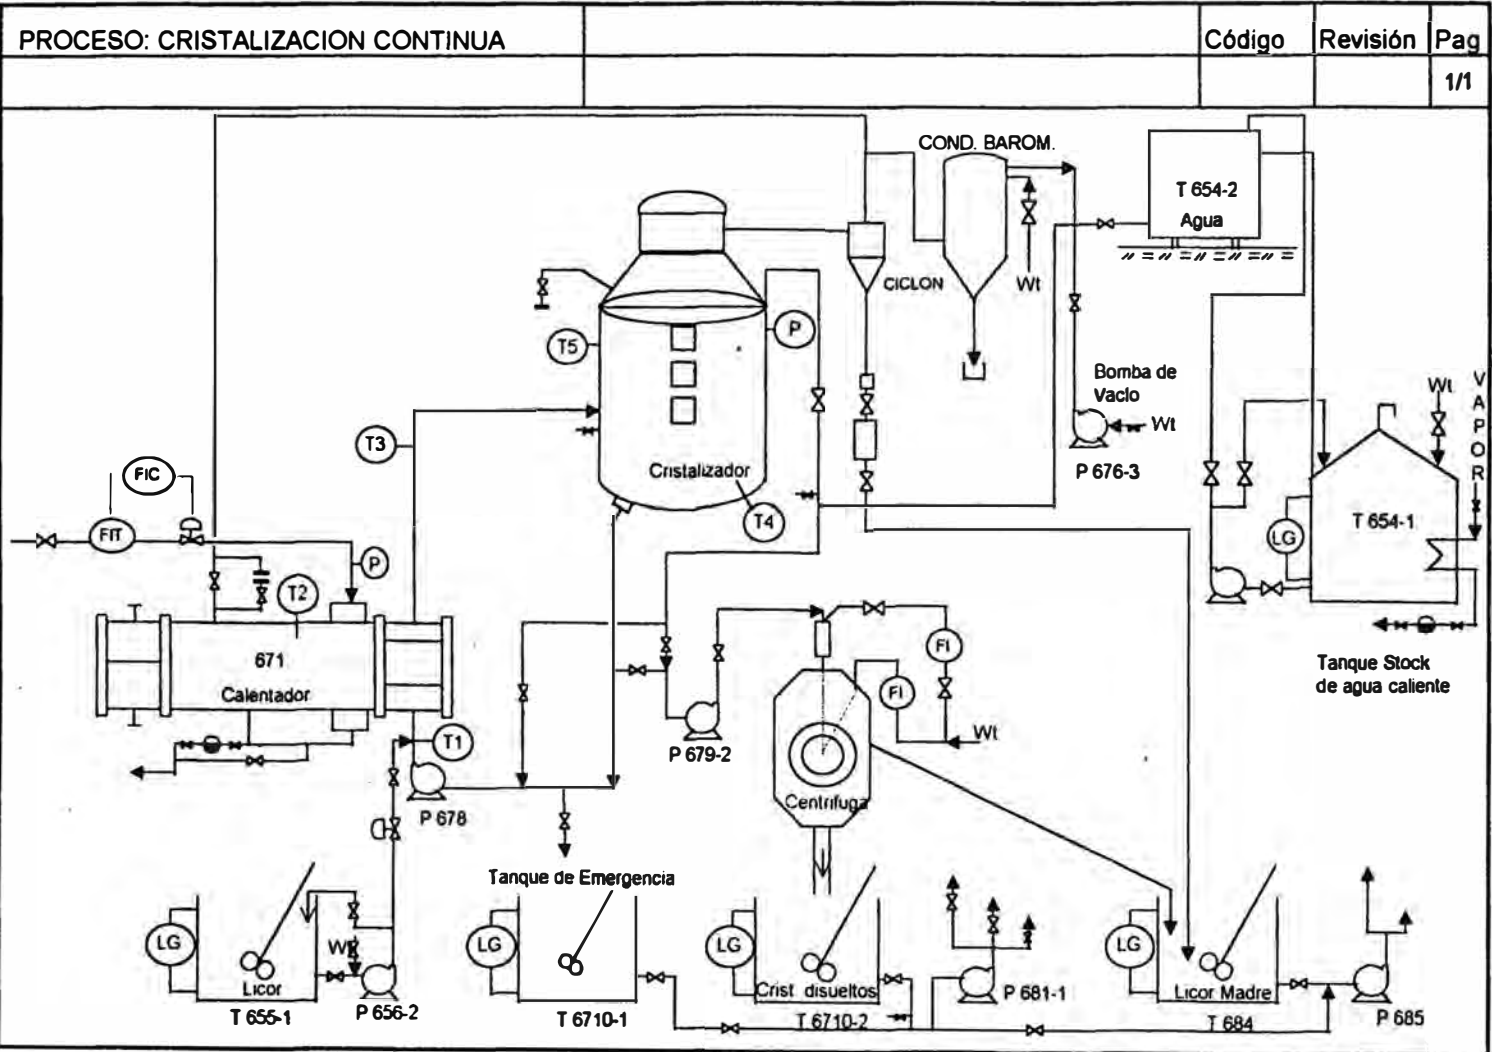 PROCESO: CRISTALIZACION CONTINUA
Código
Revisión
Pag
1/1
COND. BAROM.
T 654-2
Agua
CICLON
Wt
T5
P
Bomba de
Vaclo
Wt
P 676-3
Wt
VAPOR
T3
FIC
Cristalizador
T4
FIT
P
LG
T 654-1
T2
671
Calentador
FI
FI
Tanque Stock
de agua caliente
Wt
T1
P 679-2
P 678
Centrifuga
Tanque de Emergencia
LG
Wt
Licor
LG
LG
Crist disueltos
P 681-1
LG
Licor Madre
T 655-1
P 656-2
T 6710-1
T 6710-2
T 684
P 685